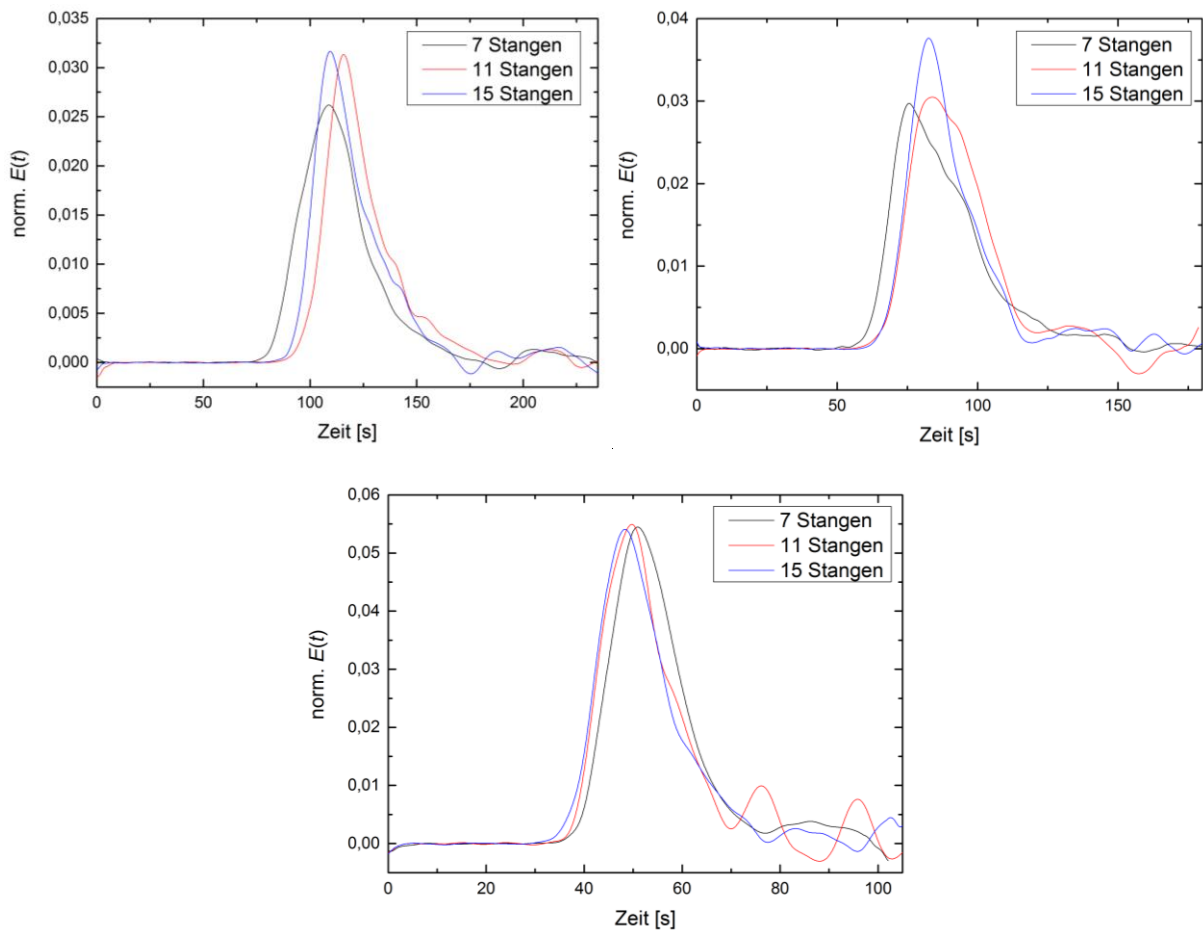 0,035
0,030
0,025
0,020
0,015
0,010
0,005
0,000
norm. E(t)
7 Stangen
11 Stangen
15 Stangen
0 50 100 150 200
Zeit [s]
0,04
0,03
0,02
0,01
0,00
norm. E(t)
7 Stangen
11 Stangen
15 Stangen
0 50 100 150
Zeit [s]
0,06
0,05
0,04
0,03
0,02
0,01
0,00
norm. E(t)
7 Stangen
11 Stangen
15 Stangen
0 20 40 60 80 100
Zeit [s]